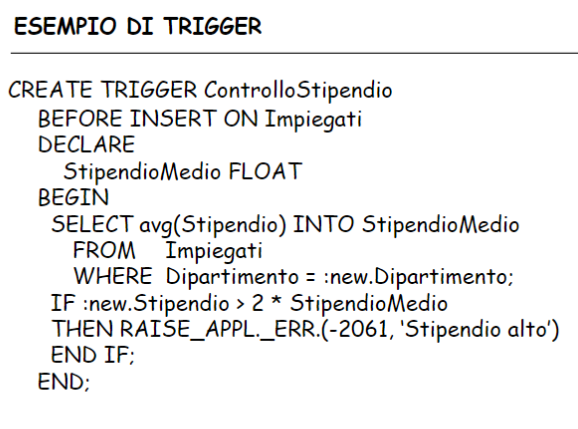 ESEMPIO DI TRIGGER
CREATE TRIGGER ControlloStipendio
BEFORE INSERT ON Impiegati
DECLARE
StipendioMedio FLOAT
BEGIN
SELECT avg(Stipendio) INTO StipendioMedio
FROM Impiegati
WHERE Dipartimento = :new.Dipartimento;
IF :new.Stipendio > 2 * StipendioMedio
THEN RAISE_APPL._ERR.(-2061, ‘Stipendio alto’)
END IF;
END;